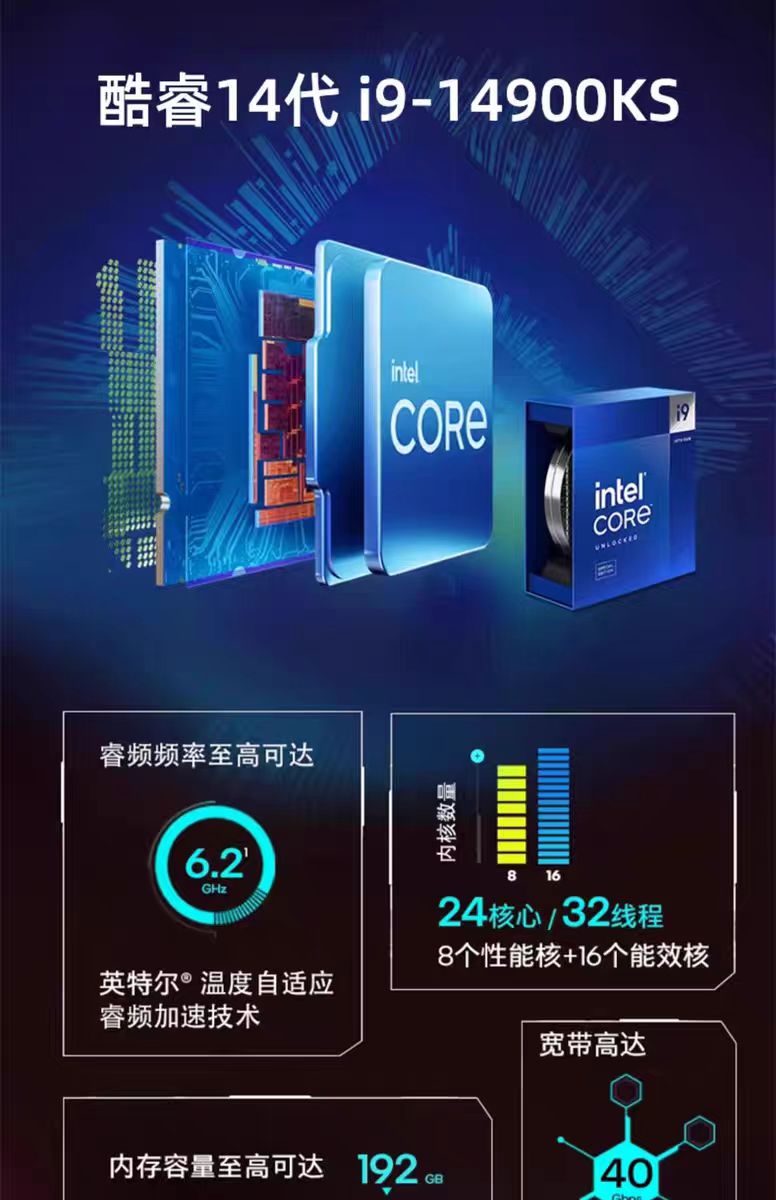 酷睿14代 i9-14900KS
intel
CORE
i9
intel
CORE
UNLOCKED
SPECIAL
EDITION
睿频频率至高可达
6.2¹
GHz
英特尔® 温度自适应
睿频加速技术
内核数量
8 16
24核心 / 32线程
8个性能核+16个能效核
宽带高达
40
Gbps
内存容量至高可达 192 GB